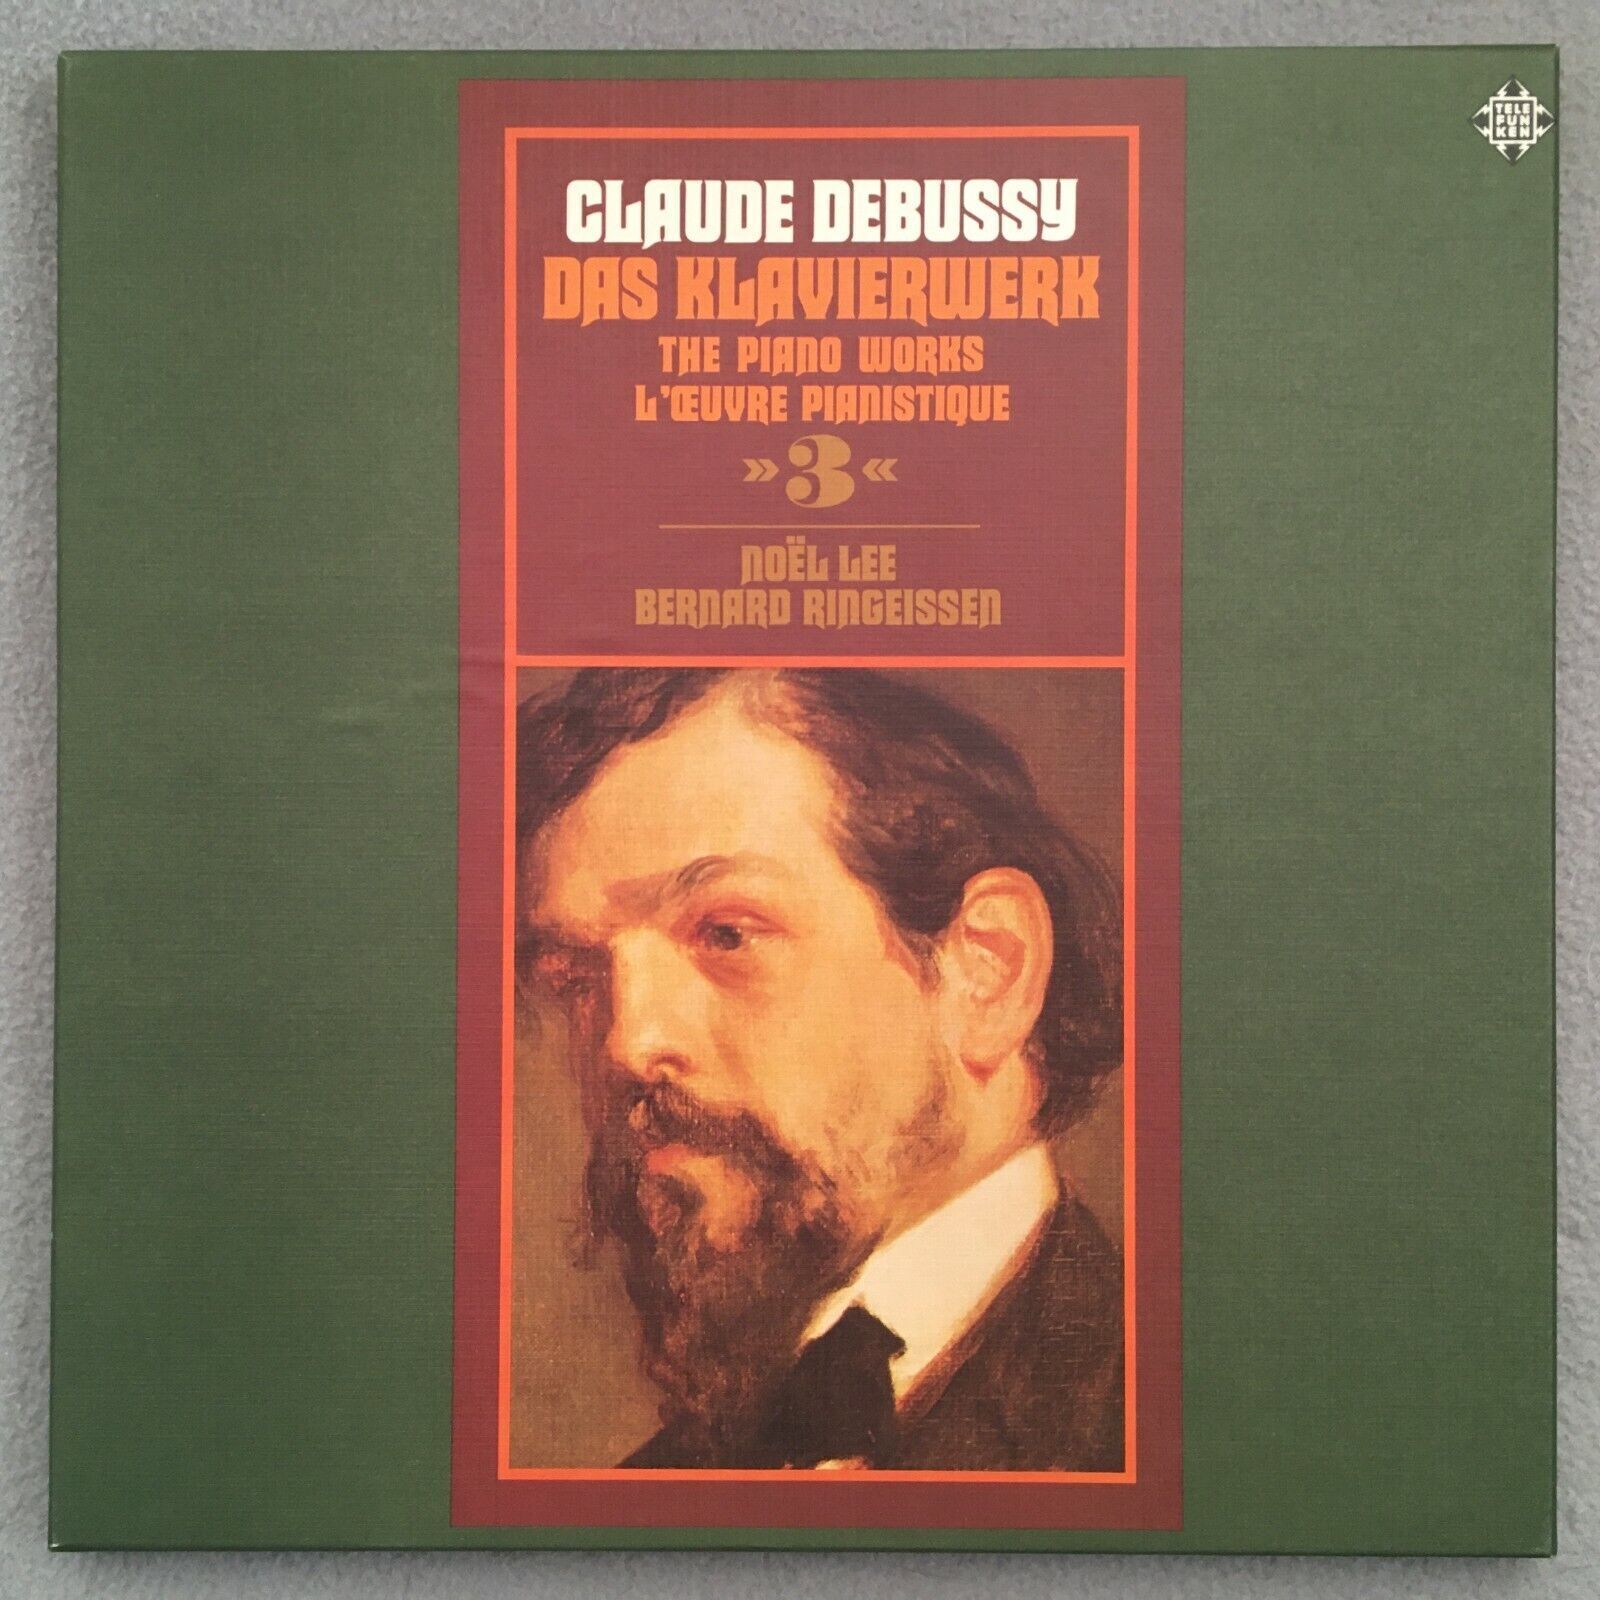 TELE
FUN
KEN
CLAUDE DEBUSSY
DAS KLAVIERWERK
THE PIANO WORKS
L'ŒUVRE PIANISTIQUE
»3«
NOËL LEE
BERNARD RINGEISSEN